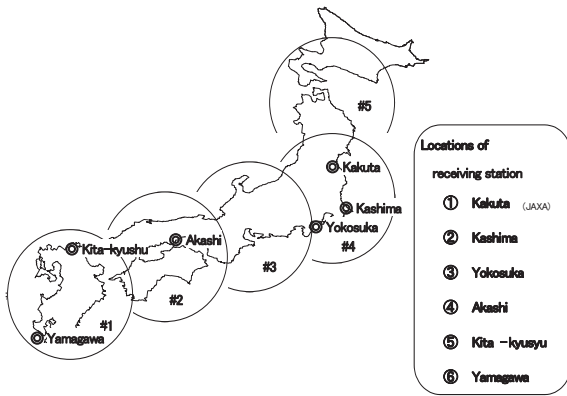 #5
Kakuta
Kashima
Yokosuka
#4
Akashi
#3
Kita-kyushu
#2
#1
Yamagawa
Locations of
receiving station
① Kakuta (JAXA)
② Kashima
③ Yokosuka
④ Akashi
⑤ Kita -kyusyu
⑥ Yamagawa